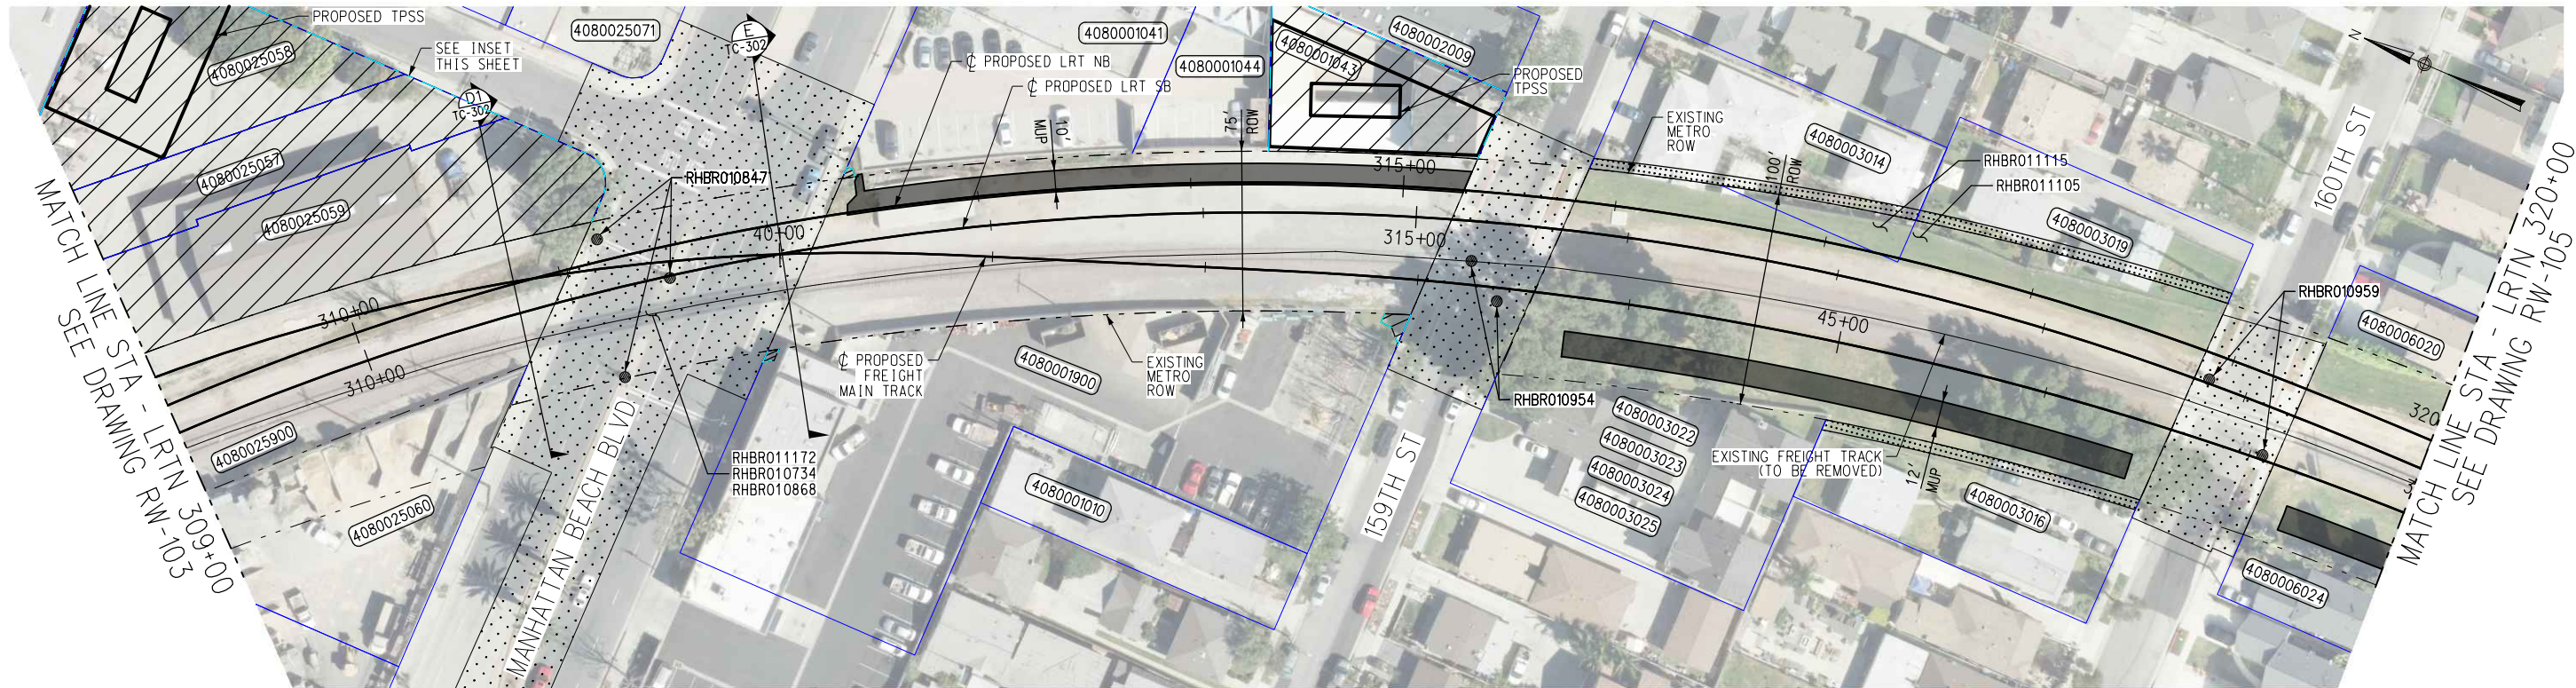 PROPOSED TPSS
4080025058
SEE INSET
THIS SHEET
4080025071
E
TC-302
D1
TC-302
4080001041
4080001044
℄ PROPOSED LRT NB
℄ PROPOSED LRT SB
10'
MUP
75'
ROW
4080001043
4080002009
PROPOSED
TPSS
EXISTING
METRO
ROW
4080003014
100'
ROW
RHBR011115
RHBR011105
4080003019
160TH ST
N
4080025057
4080025059
RHBR010847
40+00
315+00
315+00
310+00
310+00
45+00
320
MATCH LINE STA - LRTN 309+00
SEE DRAWING RW-103
4080025900
4080025060
MANHATTAN BEACH BLVD
RHBR011172
RHBR010734
RHBR010868
℄ PROPOSED
FREIGHT
MAIN TRACK
4080001900
EXISTING
METRO
ROW
4080001010
159TH ST
RHBR010954
4080003022
4080003023
4080003024
4080003025
EXISTING FREIGHT TRACK
(TO BE REMOVED)
12'
MUP
4080003016
RHBR010959
4080006020
4080006024
MATCH LINE STA - LRTN 320+00
SEE DRAWING RW-105